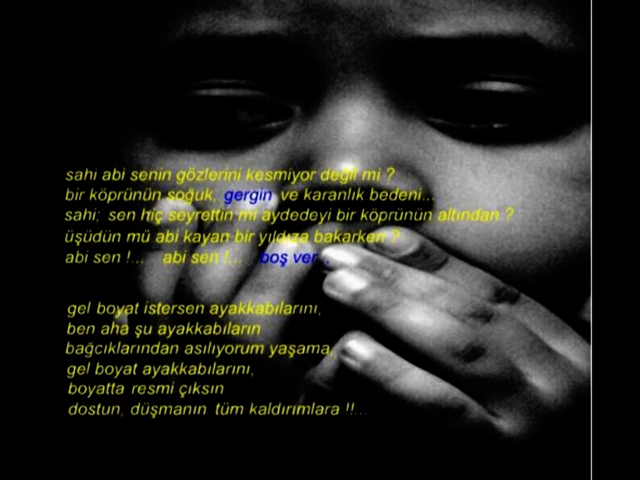 sahi abi senin gözlerini kesmiyor değil mi ?
bir köprünün soğuk, gergin ve karanlık bedeni...
sahi; sen hiç seyrettin mi aydedeyi bir köprünün altından ?
üşüdün mü abi kayan bir yıldıza bakarken ?
abi sen !... abi sen !... boş ver...
gel boyat istersen ayakkabılarını,
ben aha şu ayakkabıların
bağcıklarından asılıyorum yaşama,
gel boyat ayakkabılarını,
boyatta resmi çıksın
dostun, düşmanın tüm kaldırımlara !!...